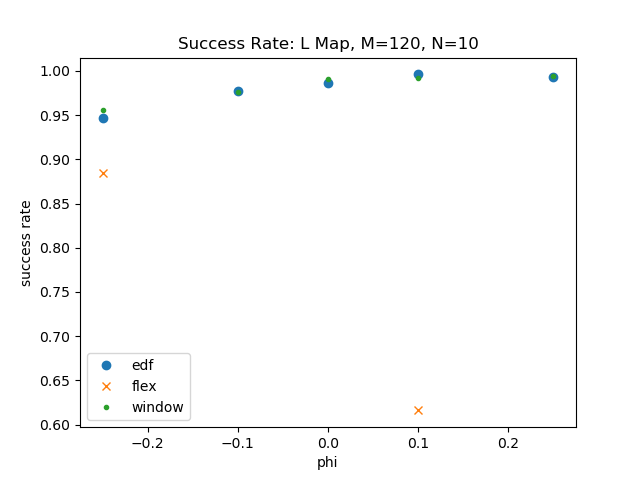 Success Rate: L Map, M=120, N=10
1.00
0.95
0.90
0.85
0.80
0.75
0.70
0.65
0.60
success rate
edf
flex
window
−0.2
−0.1
0.0
0.1
0.2
phi